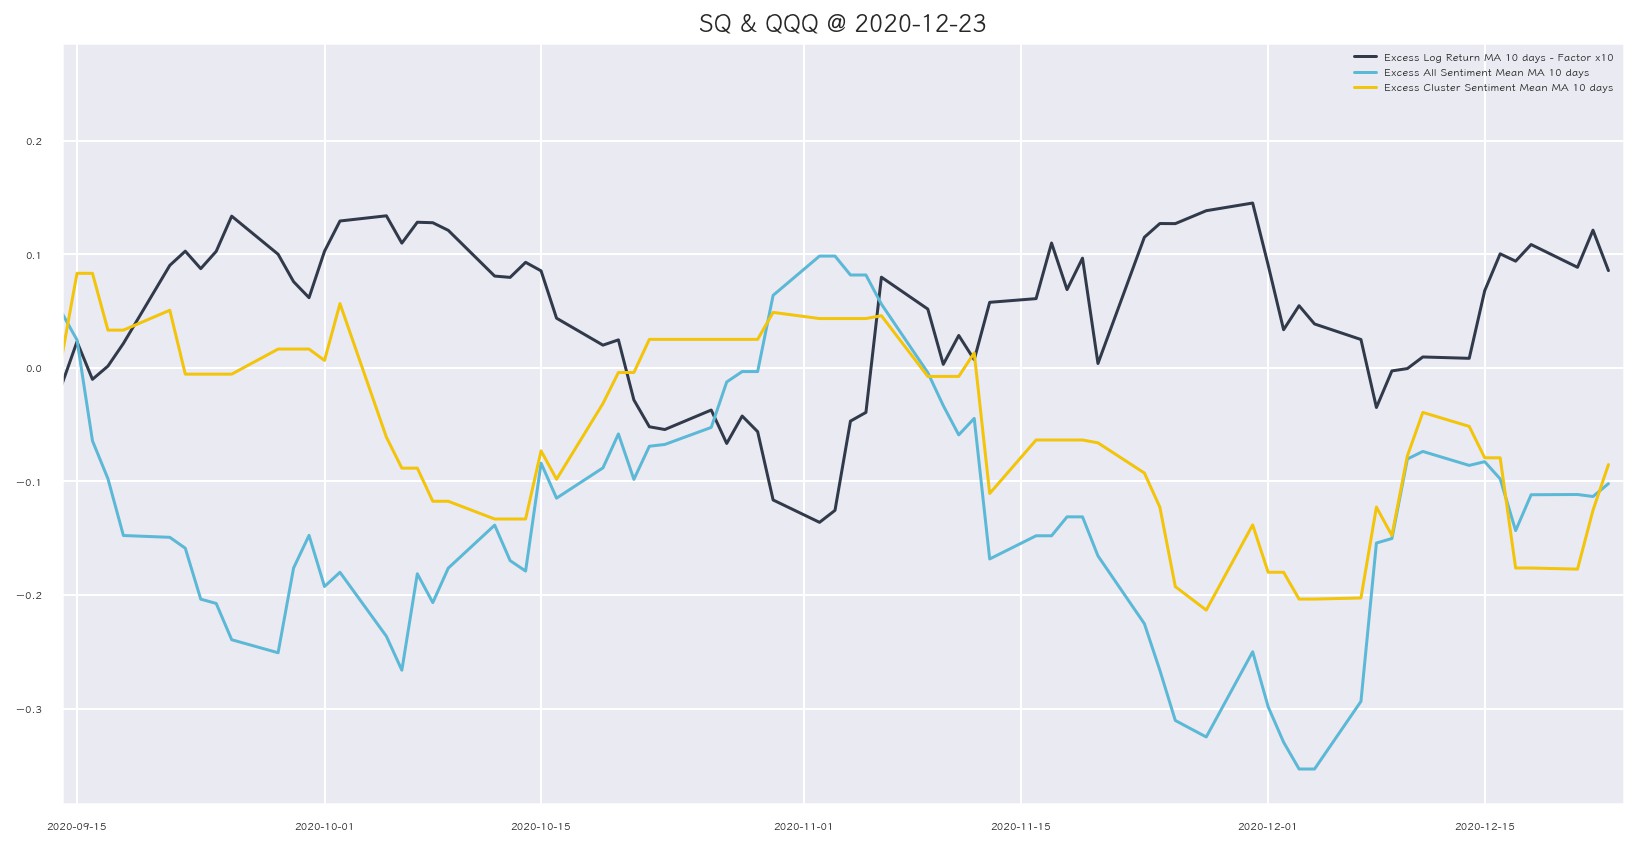 SQ & QQQ @ 2020-12-23
Excess Log Return MA 10 days - Factor x10
Excess All Sentiment Mean MA 10 days
Excess Cluster Sentiment Mean MA 10 days
0.2
0.1
0.0
−0.1
−0.2
−0.3
2020-09-15 2020-10-01 2020-10-15 2020-11-01 2020-11-15 2020-12-01 2020-12-15